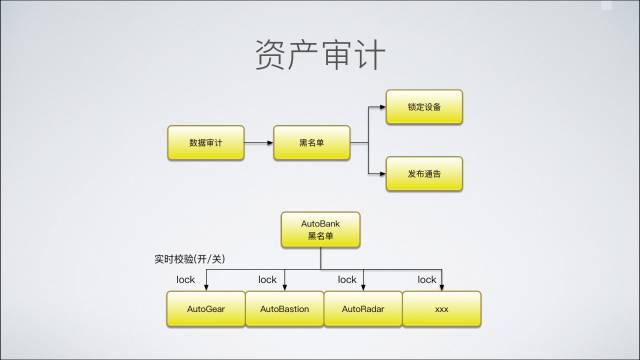 资产审计
锁定设备
数据审计
黑名单
发布通告
AutoBank
黑名单
实时校验(开/关)
lock
lock
lock
lock
AutoGear
AutoBastion
AutoRadar
xxx